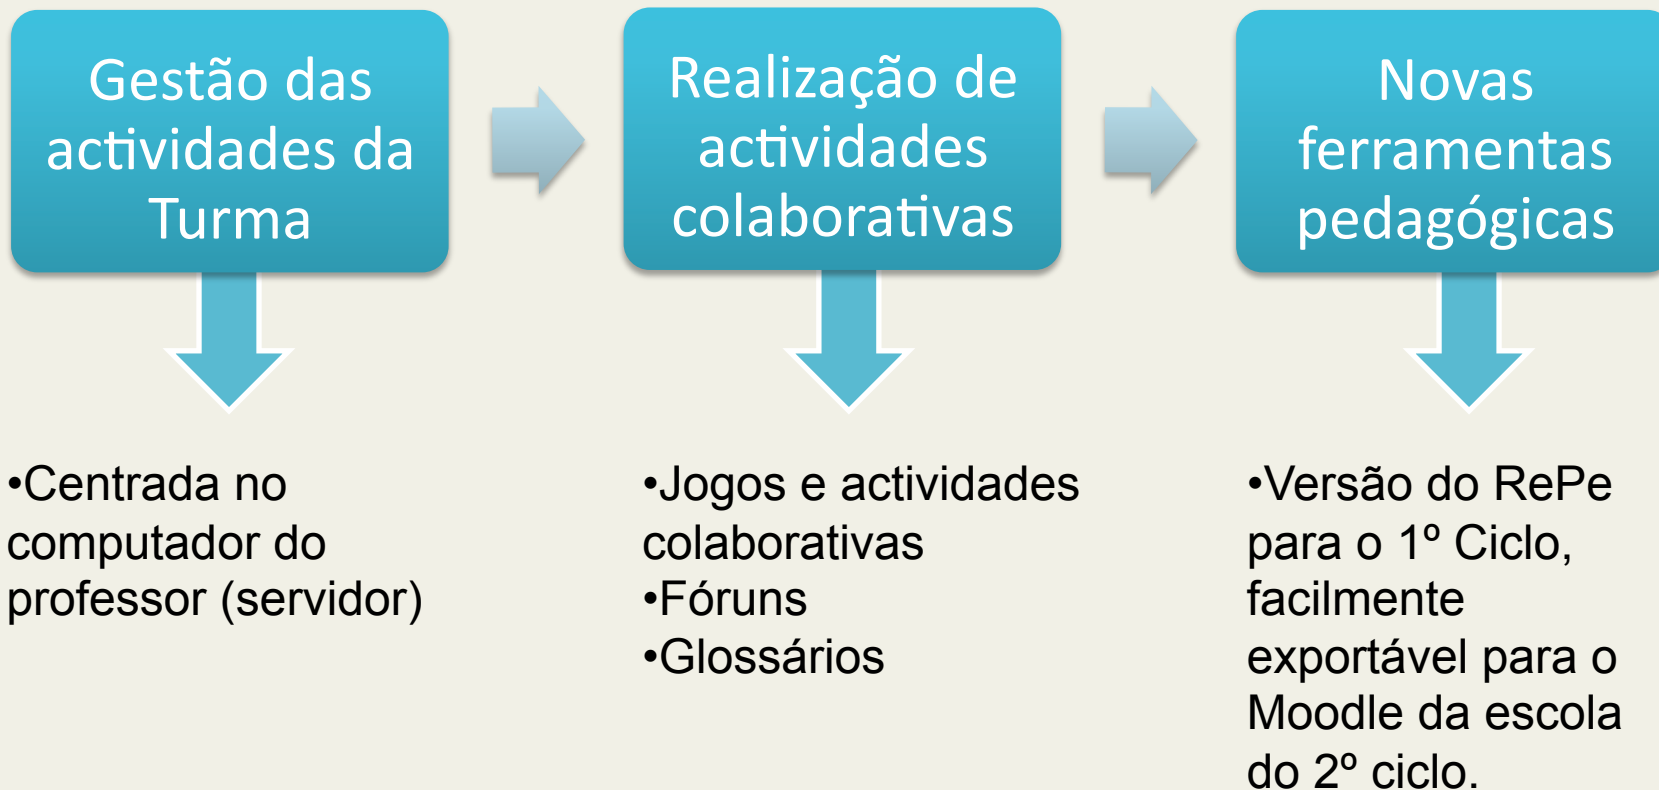 Gestão das
actividades da
Turma
Realização de
actividades
colaborativas
Novas
ferramentas
pedagógicas
•Centrada no
computador do
professor (servidor)
•Jogos e actividades
colaborativas
•Fóruns
•Glossários
•Versão do RePe
para o 1º Ciclo,
facilmente
exportável para o
Moodle da escola
do 2º ciclo.